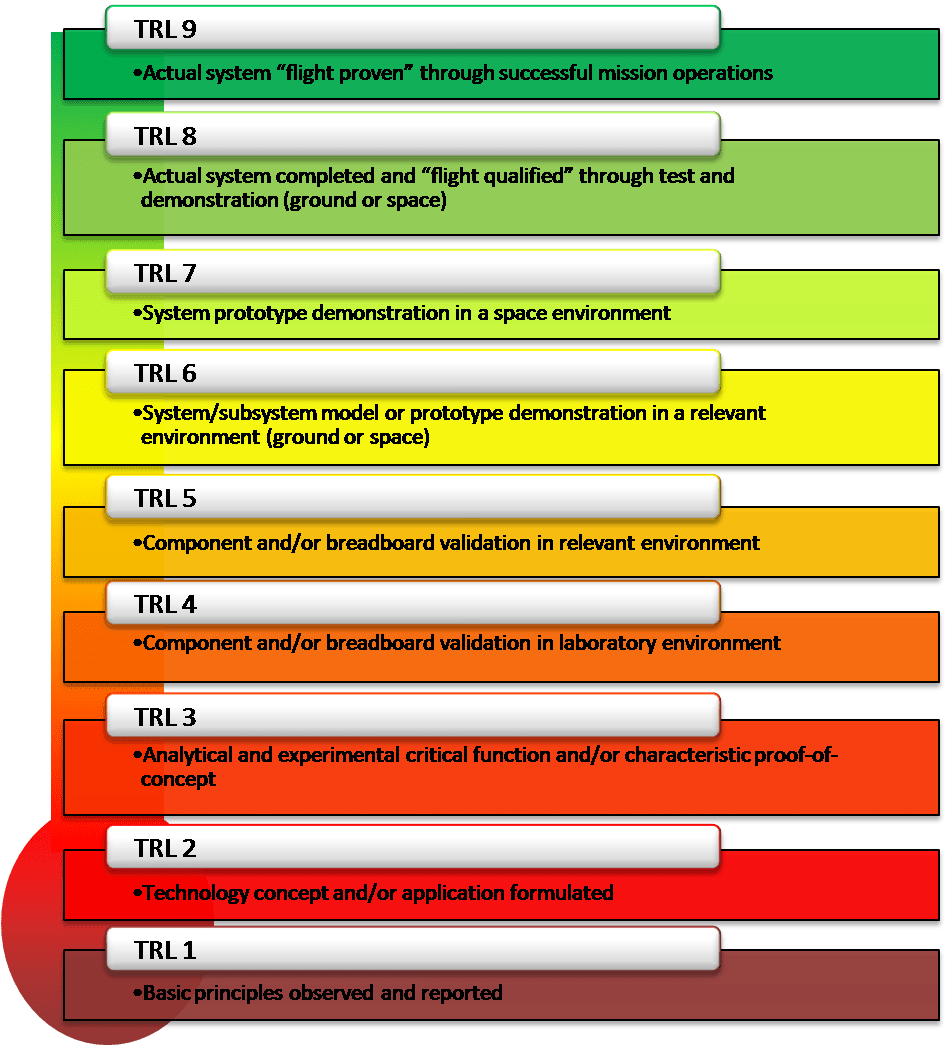 TRL 9
•Actual system “flight proven” through successful mission operations
TRL 8
•Actual system completed and “flight qualified” through test and
demonstration (ground or space)
TRL 7
•System prototype demonstration in a space environment
TRL 6
•System/subsystem model or prototype demonstration in a relevant
environment (ground or space)
TRL 5
•Component and/or breadboard validation in relevant environment
TRL 4
•Component and/or breadboard validation in laboratory environment
TRL 3
•Analytical and experimental critical function and/or characteristic proof-of-
concept
TRL 2
•Technology concept and/or application formulated
TRL 1
•Basic principles observed and reported